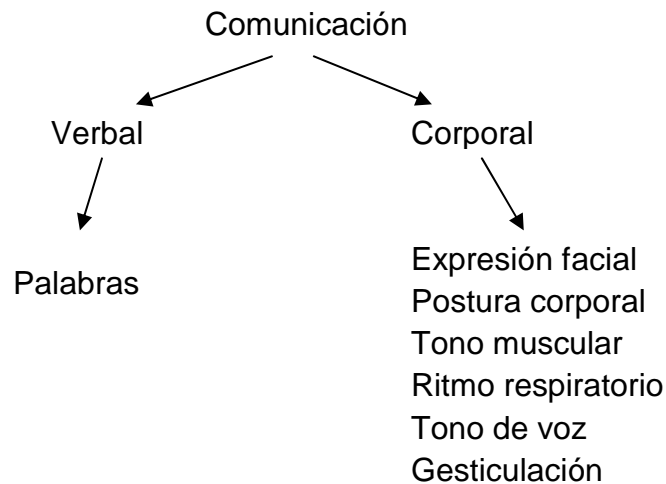 Comunicación
Verbal
Corporal
Palabras
Expresión facial
Postura corporal
Tono muscular
Ritmo respiratorio
Tono de voz
Gesticulación